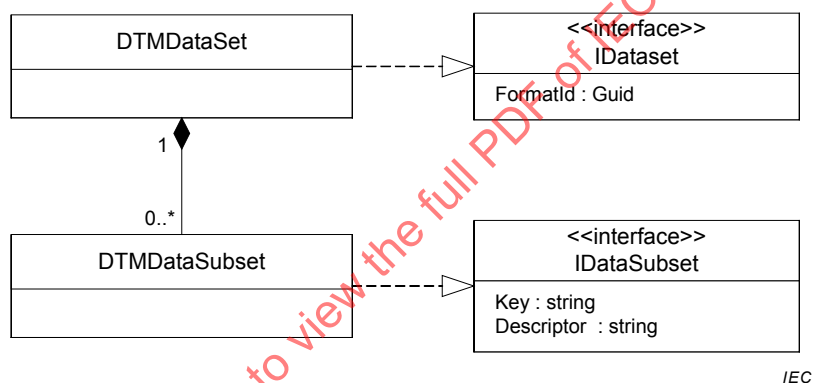 DTMDataSet
<<interface>>
IDataset
FormatId : Guid
1
0..*
DTMDataSubset
<<interface>>
IDataSubset
Key : string
Descriptor : string
to view the full PDF of IEC
IEC